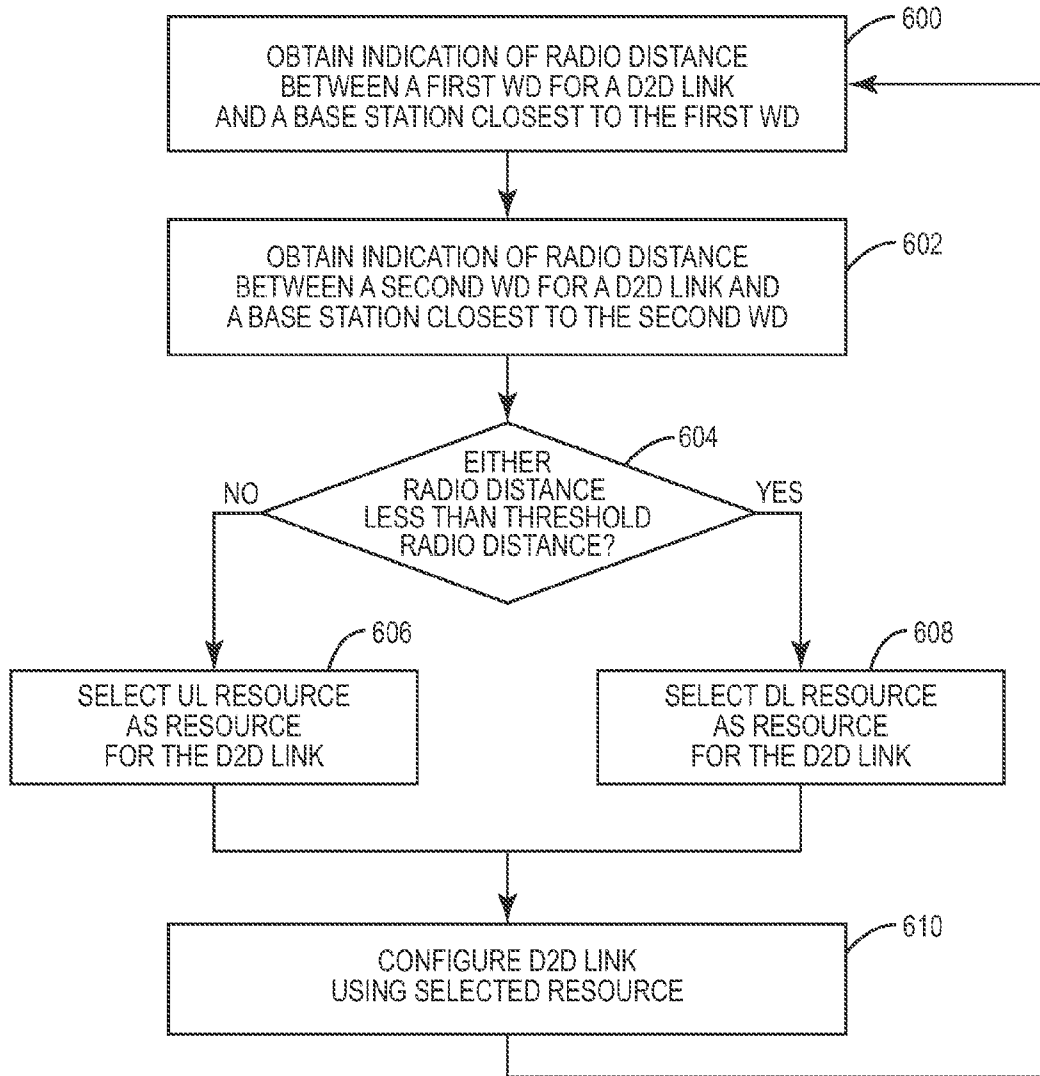 600
OBTAIN INDICATION OF RADIO DISTANCE
BETWEEN A FIRST WD FOR A D2D LINK
AND A BASE STATION CLOSEST TO THE FIRST WD
602
OBTAIN INDICATION OF RADIO DISTANCE
BETWEEN A SECOND WD FOR A D2D LINK AND
A BASE STATION CLOSEST TO THE SECOND WD
604
EITHER
RADIO DISTANCE
LESS THAN THRESHOLD
RADIO DISTANCE?
NO
YES
606
SELECT UL RESOURCE
AS RESOURCE
FOR THE D2D LINK
608
SELECT DL RESOURCE
AS RESOURCE
FOR THE D2D LINK
610
CONFIGURE D2D LINK
USING SELECTED RESOURCE